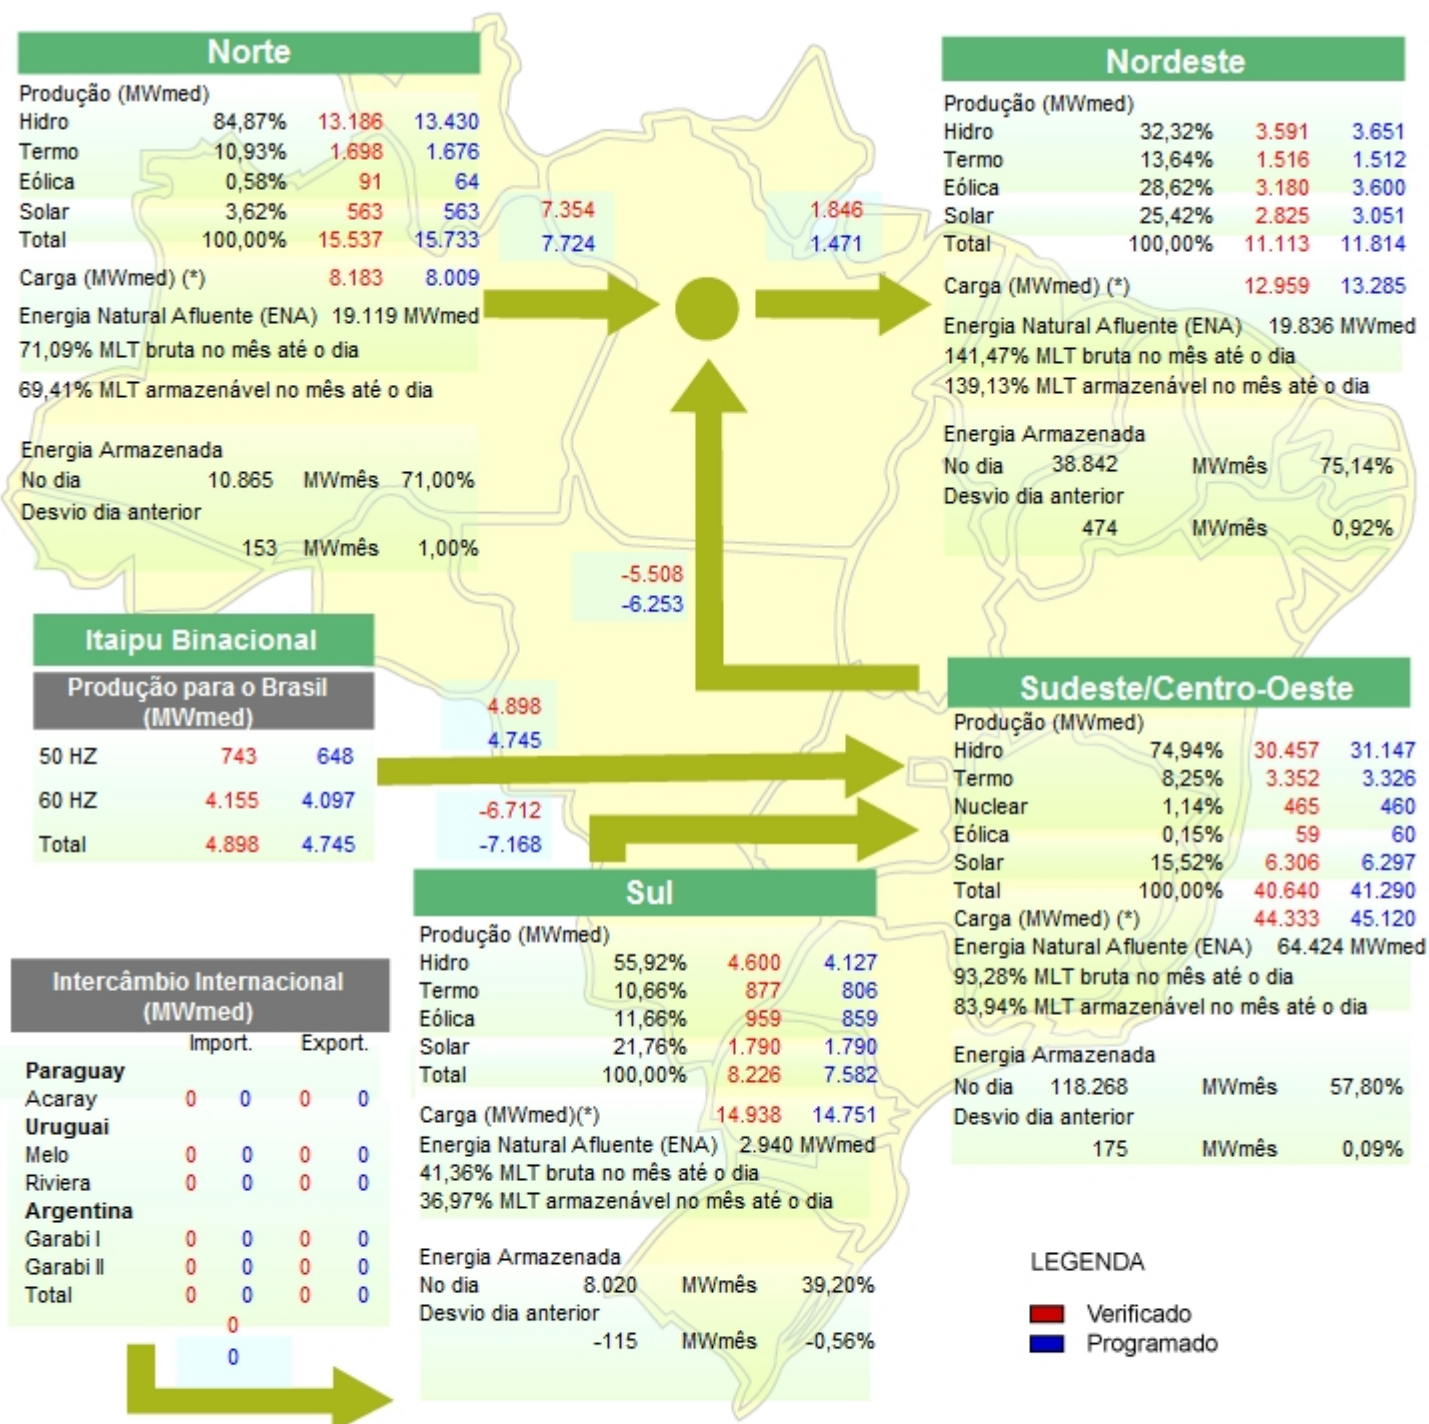 Norte
Produção (MWmed)
Hidro 84,87% 13.186 13.430
Termo 10,93% 1.698 1.676
Eólica 0,58% 91 64
Solar 3,62% 563 563
Total 100,00% 15.537 15.733
Carga (MWmed) (*) 8.183 8.009
Energia Natural Afluente (ENA) 19.119 MWmed
71,09% MLT bruta no mês até o dia
69,41% MLT armazenável no mês até o dia
Energia Armazenada
No dia 10.865 MWmês 71,00%
Desvio dia anterior
153 MWmês 1,00%
7.354
7.724
1.846
1.471
Nordeste
Produção (MWmed)
Hidro 32,32% 3.591 3.651
Termo 13,64% 1.516 1.512
Eólica 28,62% 3.180 3.600
Solar 25,42% 2.825 3.051
Total 100,00% 11.113 11.814
Carga (MWmed) (*) 12.959 13.285
Energia Natural Afluente (ENA) 19.836 MWmed
141,47% MLT bruta no mês até o dia
139,13% MLT armazenável no mês até o dia
Energia Armazenada
No dia 38.842 MWmês 75,14%
Desvio dia anterior
474 MWmês 0,92%
-5.508
-6.253
Itaipu Binacional
Produção para o Brasil
(MWmed)
50 HZ 743 648
60 HZ 4.155 4.097
Total 4.898 4.745
4.898
4.745
-6.712
-7.168
Sudeste/Centro-Oeste
Produção (MWmed)
Hidro 74,94% 30.457 31.147
Termo 8,25% 3.352 3.326
Nuclear 1,14% 465 460
Eólica 0,15% 59 60
Solar 15,52% 6.306 6.297
Total 100,00% 40.640 41.290
Carga (MWmed) (*) 44.333 45.120
Energia Natural Afluente (ENA) 64.424 MWmed
93,28% MLT bruta no mês até o dia
83,94% MLT armazenável no mês até o dia
Energia Armazenada
No dia 118.268 MWmês 57,80%
Desvio dia anterior
175 MWmês 0,09%
Sul
Produção (MWmed)
Hidro 55,92% 4.600 4.127
Termo 10,66% 877 806
Eólica 11,66% 959 859
Solar 21,76% 1.790 1.790
Total 100,00% 8.226 7.582
Carga (MWmed)(*) 14.938 14.751
Energia Natural Afluente (ENA) 2.940 MWmed
41,36% MLT bruta no mês até o dia
36,97% MLT armazenável no mês até o dia
Energia Armazenada
No dia 8.020 MWmês 39,20%
Desvio dia anterior
-115 MWmês -0,56%
Intercâmbio Internacional
(MWmed)
Import. Export.
Paraguay
Acaray 0 0 0 0
Uruguai
Melo 0 0 0 0
Riviera 0 0 0 0
Argentina
Garabi I 0 0 0 0
Garabi II 0 0 0 0
Total 0 0 0 0
0
0
LEGENDA
Verificado
Programado